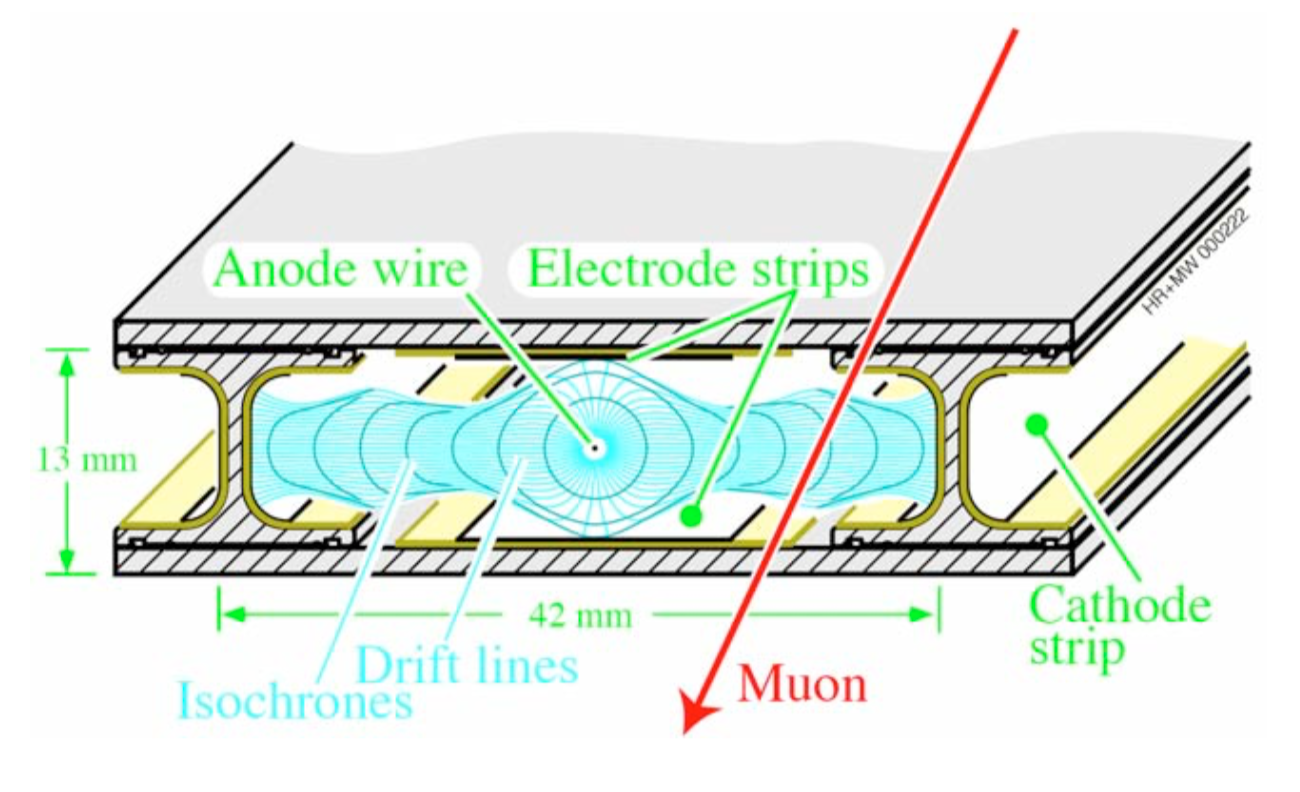 Anode wire
Electrode strips
HR+MW 000222
13 mm
42 mm
Cathode
strip
Drift lines
Isochrones
Muon